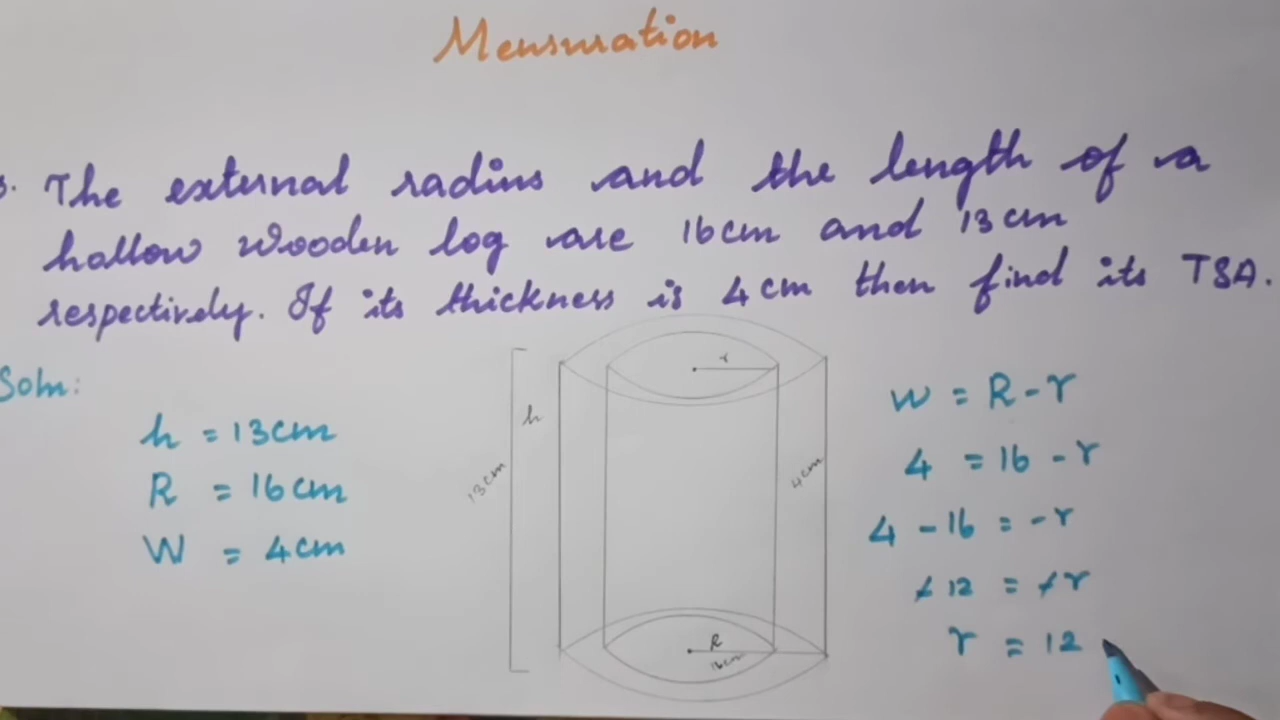 Mensuration
3. The external radius and the length of a
hollow wooden log are 16cm and 13cm
respectively. If its thickness is 4cm then find its TSA.
Soln:
h = 13cm
R = 16cm
W = 4cm
h
13cm
r
4cm
R
16cm
W = R - r
4 = 16 - r
4 - 16 = -r
-12 = -r
r = 12